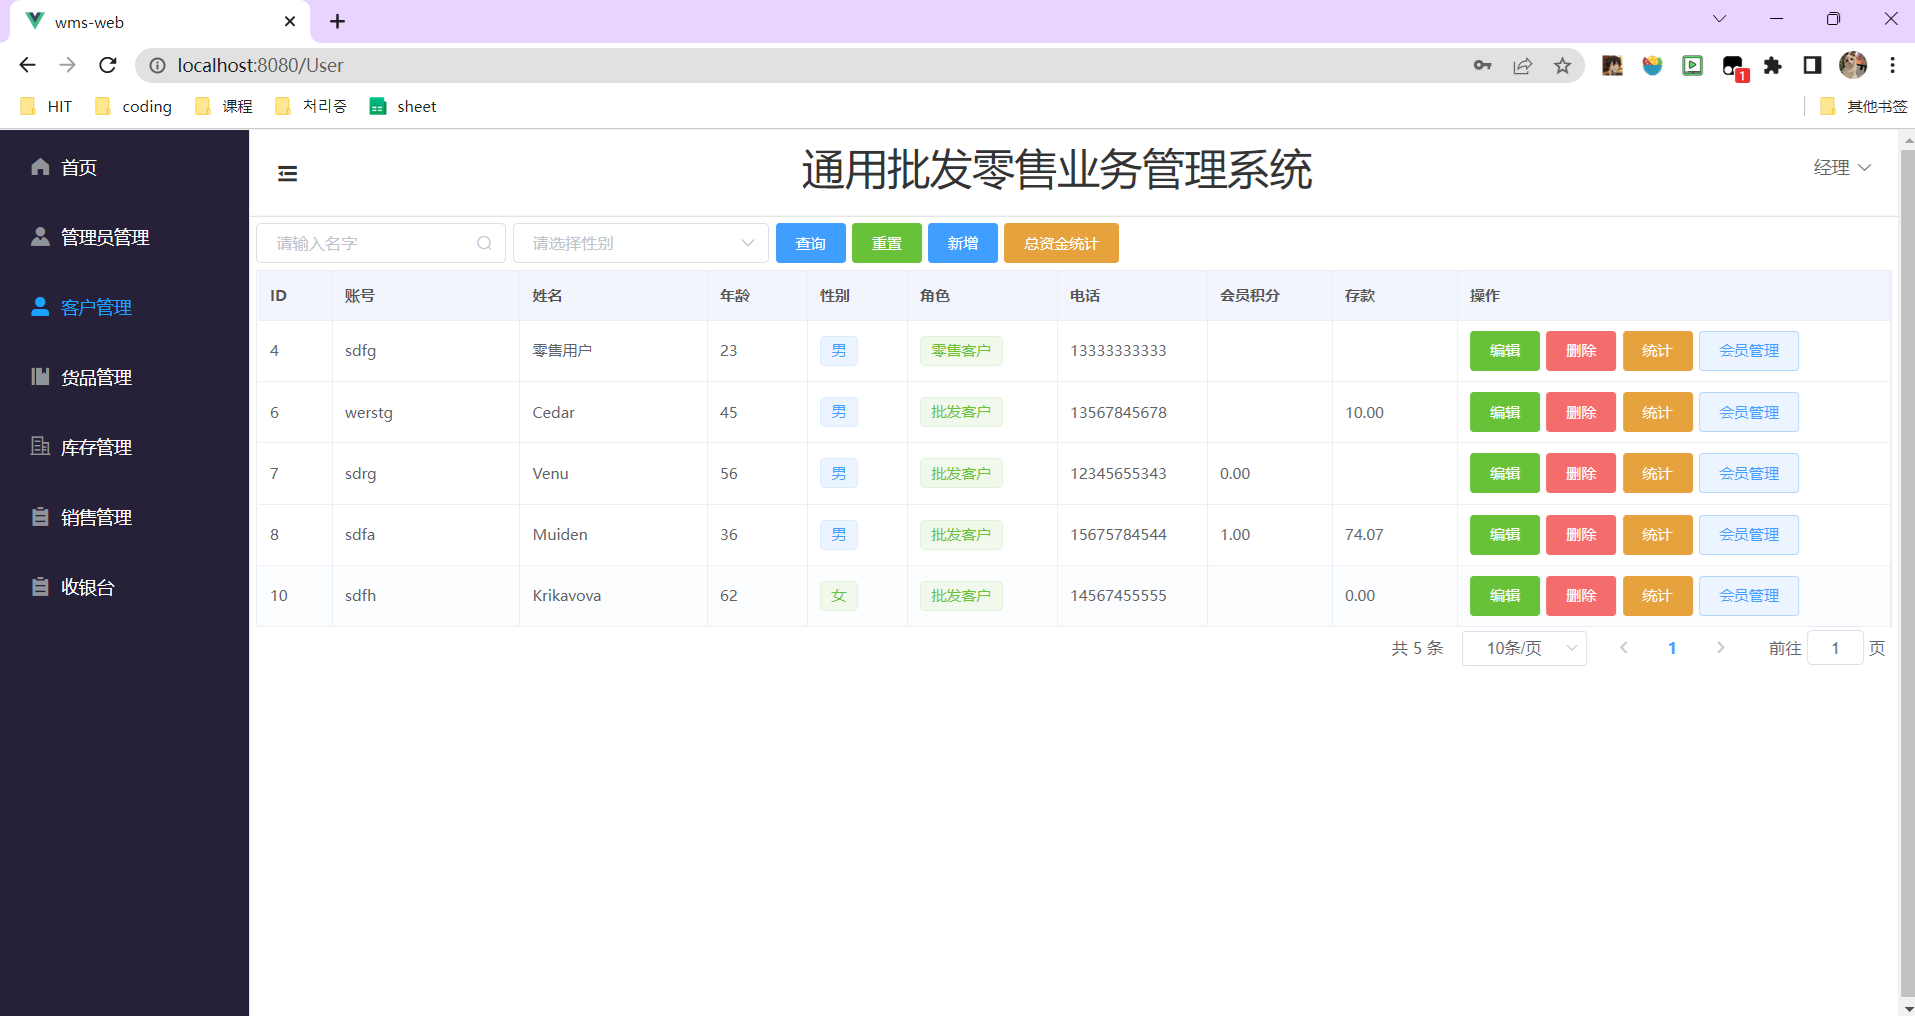 wms-web
localhost:8080/User
1
HIT
coding
课程
처리중
sheet
其他书签
首页
管理员管理
客户管理
货品管理
库存管理
销售管理
收银台
通用批发零售业务管理系统
经理
请输入名字
请选择性别
查询
重置
新增
总资金统计
ID 账号 姓名 年龄 性别 角色 电话 会员积分 存款 操作
4 sdfg 零售用户 23 男 零售客户 13333333333 编辑 删除 统计 会员管理
6 werstg Cedar 45 男 批发客户 13567845678 10.00 编辑 删除 统计 会员管理
7 sdrg Venu 56 男 批发客户 12345655343 0.00 编辑 删除 统计 会员管理
8 sdfa Muiden 36 男 批发客户 15675784544 1.00 74.07 编辑 删除 统计 会员管理
10 sdfh Krikavova 62 女 批发客户 14567455555 0.00 编辑 删除 统计 会员管理
共 5 条 10条/页 1 前往 1 页